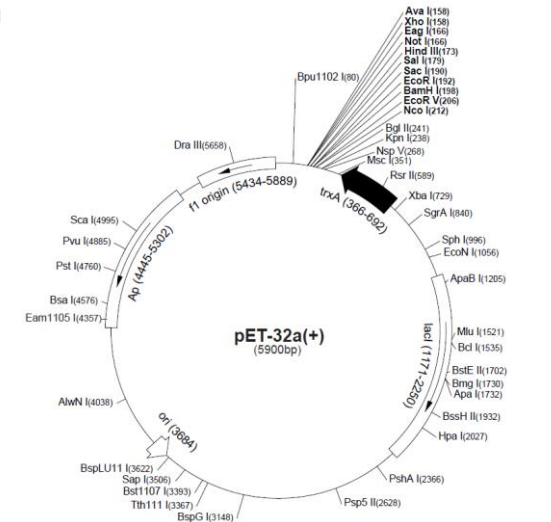 Ava I(158)
Xho I(158)
Eag I(166)
Not I(166)
Hind III(173)
Sal I(179)
Sac I(190)
EcoR I(192)
BamH I(198)
EcoR V(206)
Nco I(212)
Bpu1102 I(80)
Bgl II(241)
Kpn I(238)
Nsp V(268)
Msc I(351)
Rsr II(589)
Xba I(729)
SgrA I(840)
Sph I(996)
EcoN I(1056)
ApaB I(1205)
Mlu I(1521)
Bcl I(1535)
BstE II(1702)
Bmg I(1730)
Apa I(1732)
BssH II(1932)
Hpa I(2027)
PshA I(2366)
Psp5 II(2628)
BspG I(3148)
Tth111 I(3367)
Bst1107 I(3393)
Sap I(3506)
BspLU11 I(3622)
AlwN I(4038)
Eam1105 I(4357)
Bsa I(4576)
Pst I(4760)
Pvu I(4885)
Sca I(4995)
Dra III(5658)
f1 origin (5434-5889)
trxA (366-692)
Ap (4445-5302)
lacI (1171-2250)
ori (3684)
pET-32a(+)
(5900bp)